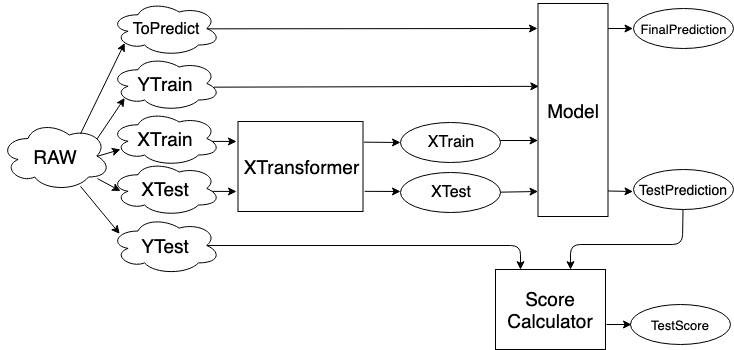 ToPredict
FinalPrediction
YTrain
Model
XTrain
XTrain
RAW
XTransformer
XTest
XTest
TestPrediction
YTest
Score
Calculator
TestScore